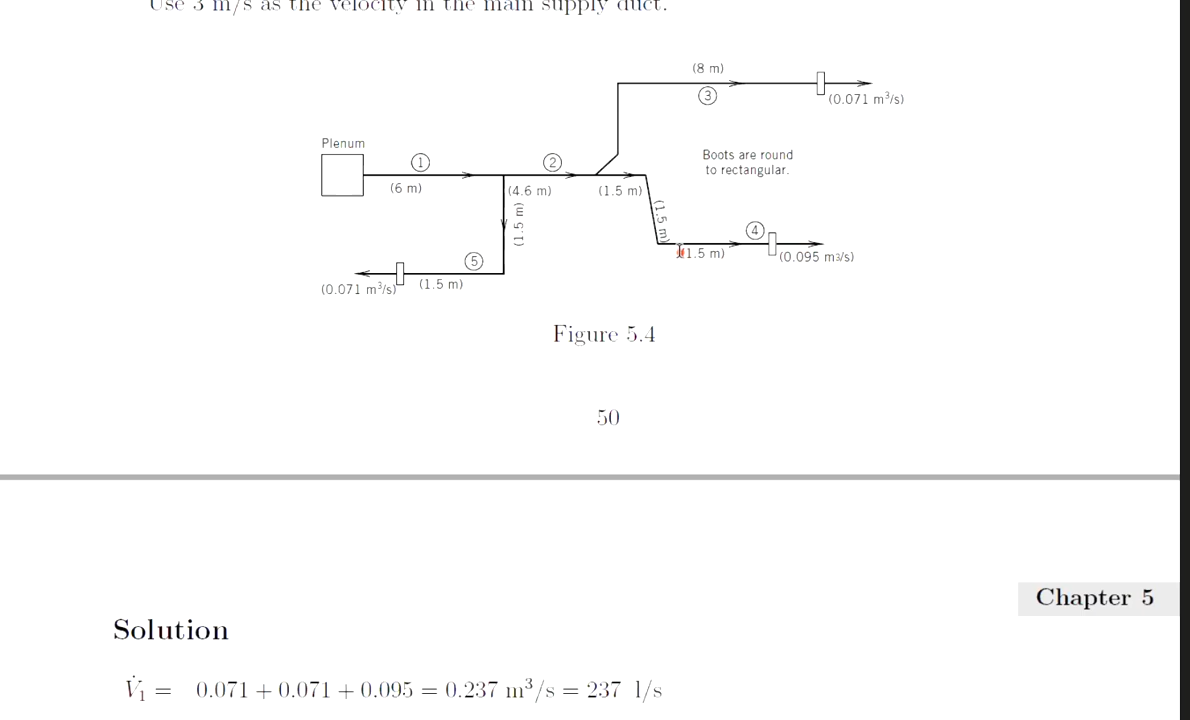 Use 3 m/s as the velocity in the main supply duct.
(8 m)
③
(0.071 m³/s)
Plenum
①
②
Boots are round
to rectangular.
(6 m)
(4.6 m)
(1.5 m)
(1.5 m)
(1.5 m)
④
(1.5 m)
(0.095 m3/s)
⑤
(0.071 m³/s)
(1.5 m)
Figure 5.4
50
Chapter 5
Solution
V̇₁ = 0.071 + 0.071 + 0.095 = 0.237 m³/s = 237 l/s